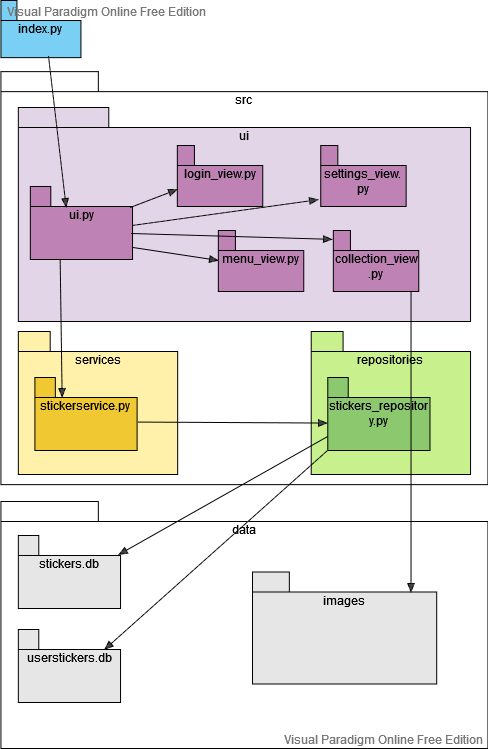 Visual Paradigm Online Free Edition
index.py
src
ui
login_view.py
settings_view.
py
ui.py
menu_view.py
collection_view
.py
services
repositories
stickerservice.py
stickers_repositor
y.py
data
stickers.db
images
userstickers.db
Visual Paradigm Online Free Edition